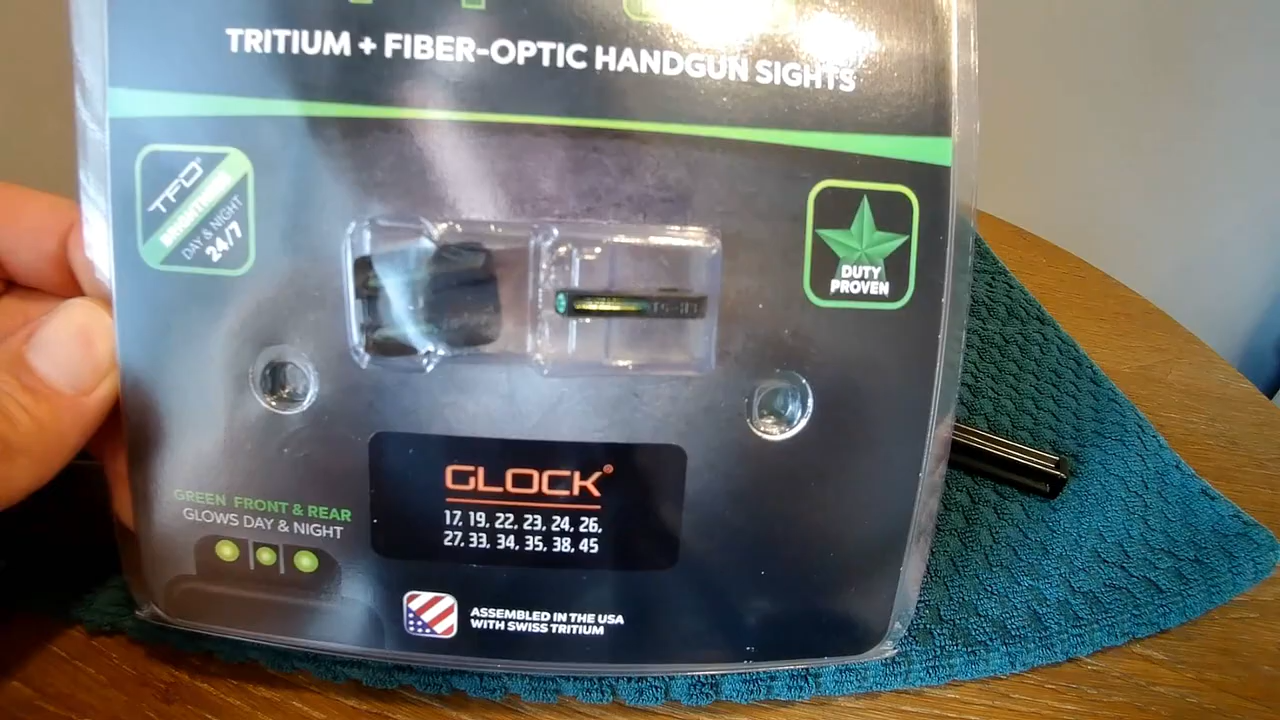 TRITIUM + FIBER-OPTIC HANDGUN SIGHTS
TFO®
BRIGHTNESS
DAY & NIGHT
24/7
DUTY
PROVEN
GLOCK®
17, 19, 22, 23, 24, 26,
27, 33, 34, 35, 38, 45
GREEN FRONT & REAR
GLOWS DAY & NIGHT
ASSEMBLED IN THE USA
WITH SWISS TRITIUM